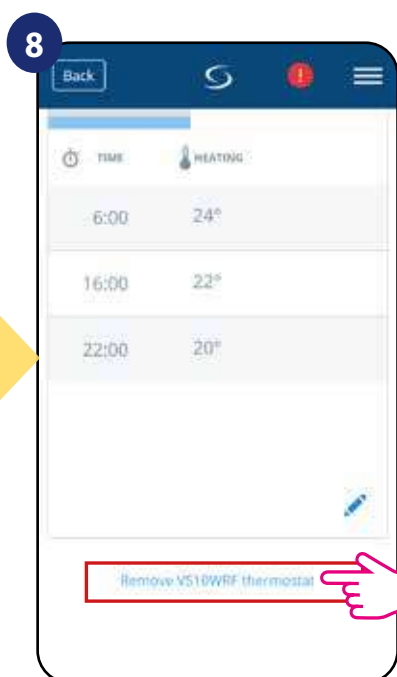 8
Back
!
TIME HEATING
6:00 24°
16:00 22°
22:00 20°
Remove VS10WRF thermostat